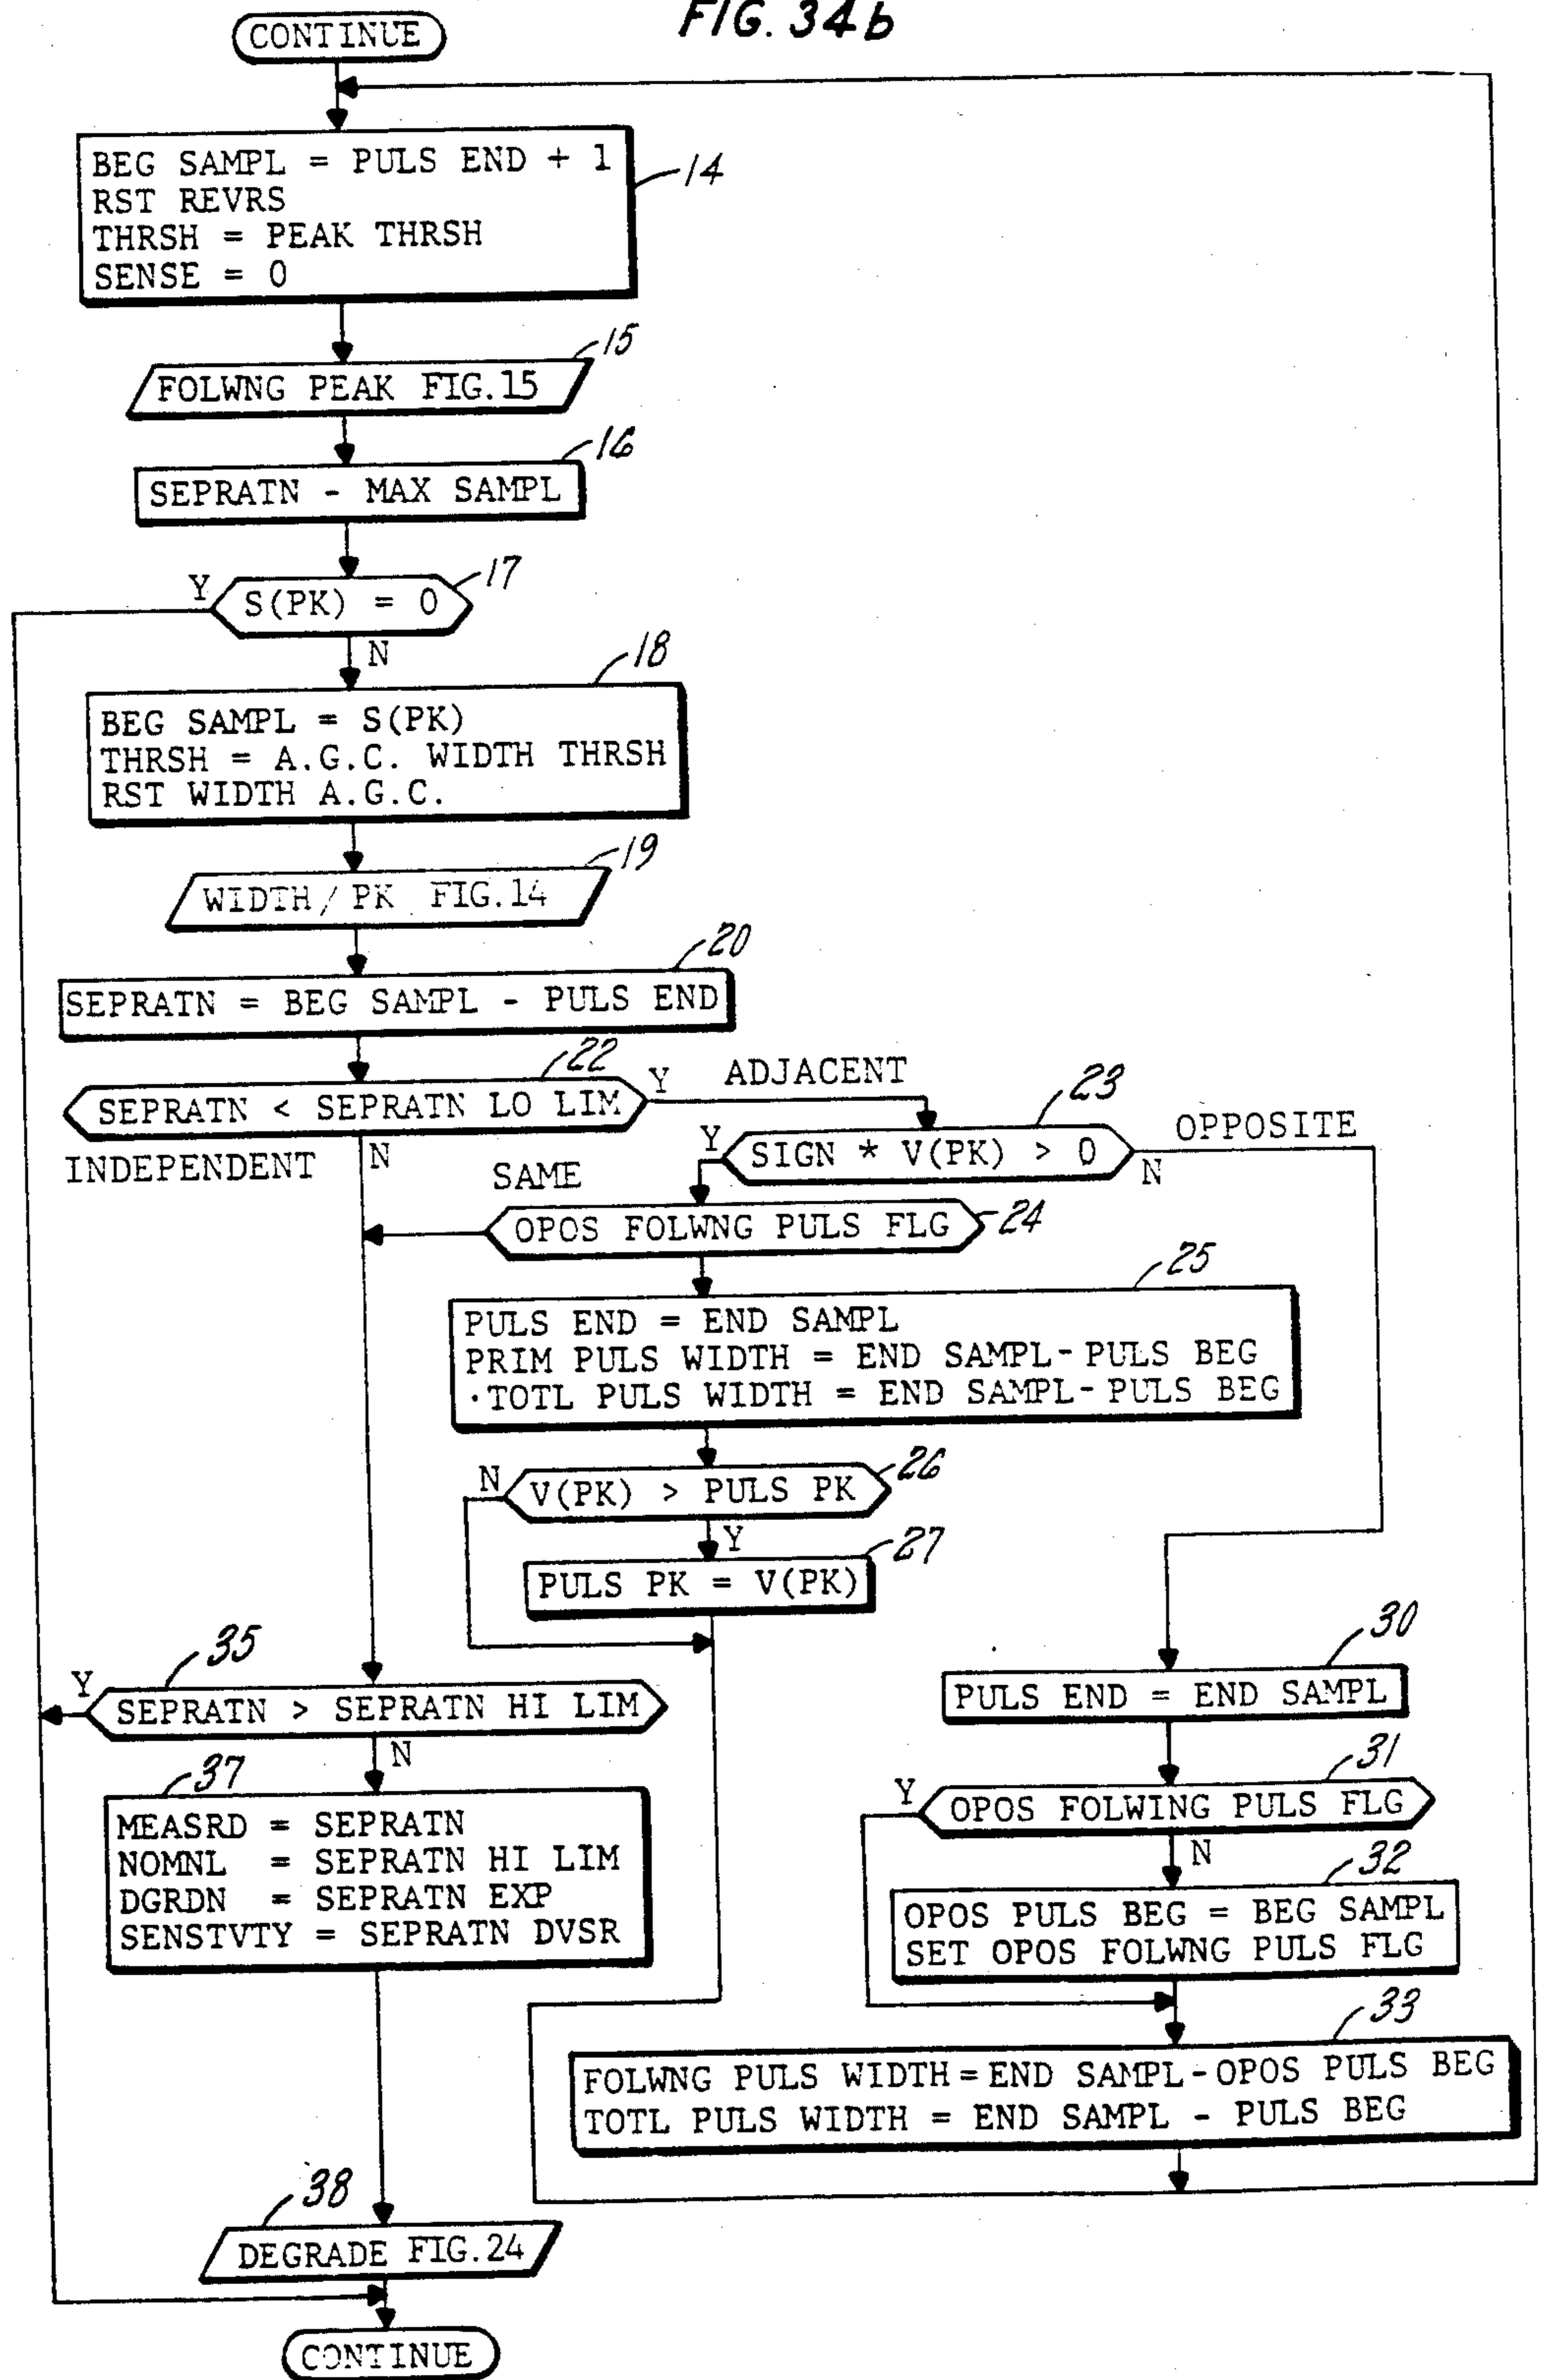 FIG. 34b
CONTINUE
BEG SAMPL = PULS END + 1
RST REVRS
THRSH = PEAK THRSH
SENSE = 0
14
15
FOLWNG PEAK FIG.15
16
SEPRATN - MAX SAMPL
17
Y
S(PK) = 0
N
18
BEG SAMPL = S(PK)
THRSH = A.G.C. WIDTH THRSH
RST WIDTH A.G.C.
19
WIDTH/PK FIG.14
20
SEPRATN = BEG SAMPL - PULS END
22
SEPRATN < SEPRATN LO LIM
Y
ADJACENT
23
INDEPENDENT
N
Y
SIGN * V(PK) > 0
OPPOSITE
N
SAME
OPOS FOLWNG PULS FLG
24
25
PULS END = END SAMPL
PRIM PULS WIDTH = END SAMPL-PULS BEG
·TOTL PULS WIDTH = END SAMPL-PULS BEG
26
N
V(PK) > PULS PK
Y
27
PULS PK = V(PK)
35
Y
SEPRATN > SEPRATN HI LIM
N
30
PULS END = END SAMPL
37
MEASRD = SEPRATN
NOMNL = SEPRATN HI LIM
DGRDN = SEPRATN EXP
SENSTVTY = SEPRATN DVSR
31
Y
OPOS FOLWING PULS FLG
N
32
OPOS PULS BEG = BEG SAMPL
SET OPOS FOLWNG PULS FLG
33
FOLWNG PULS WIDTH=END SAMPL-OPOS PULS BEG
TOTL PULS WIDTH = END SAMPL - PULS BEG
38
DEGRADE FIG.24
CONTINUE